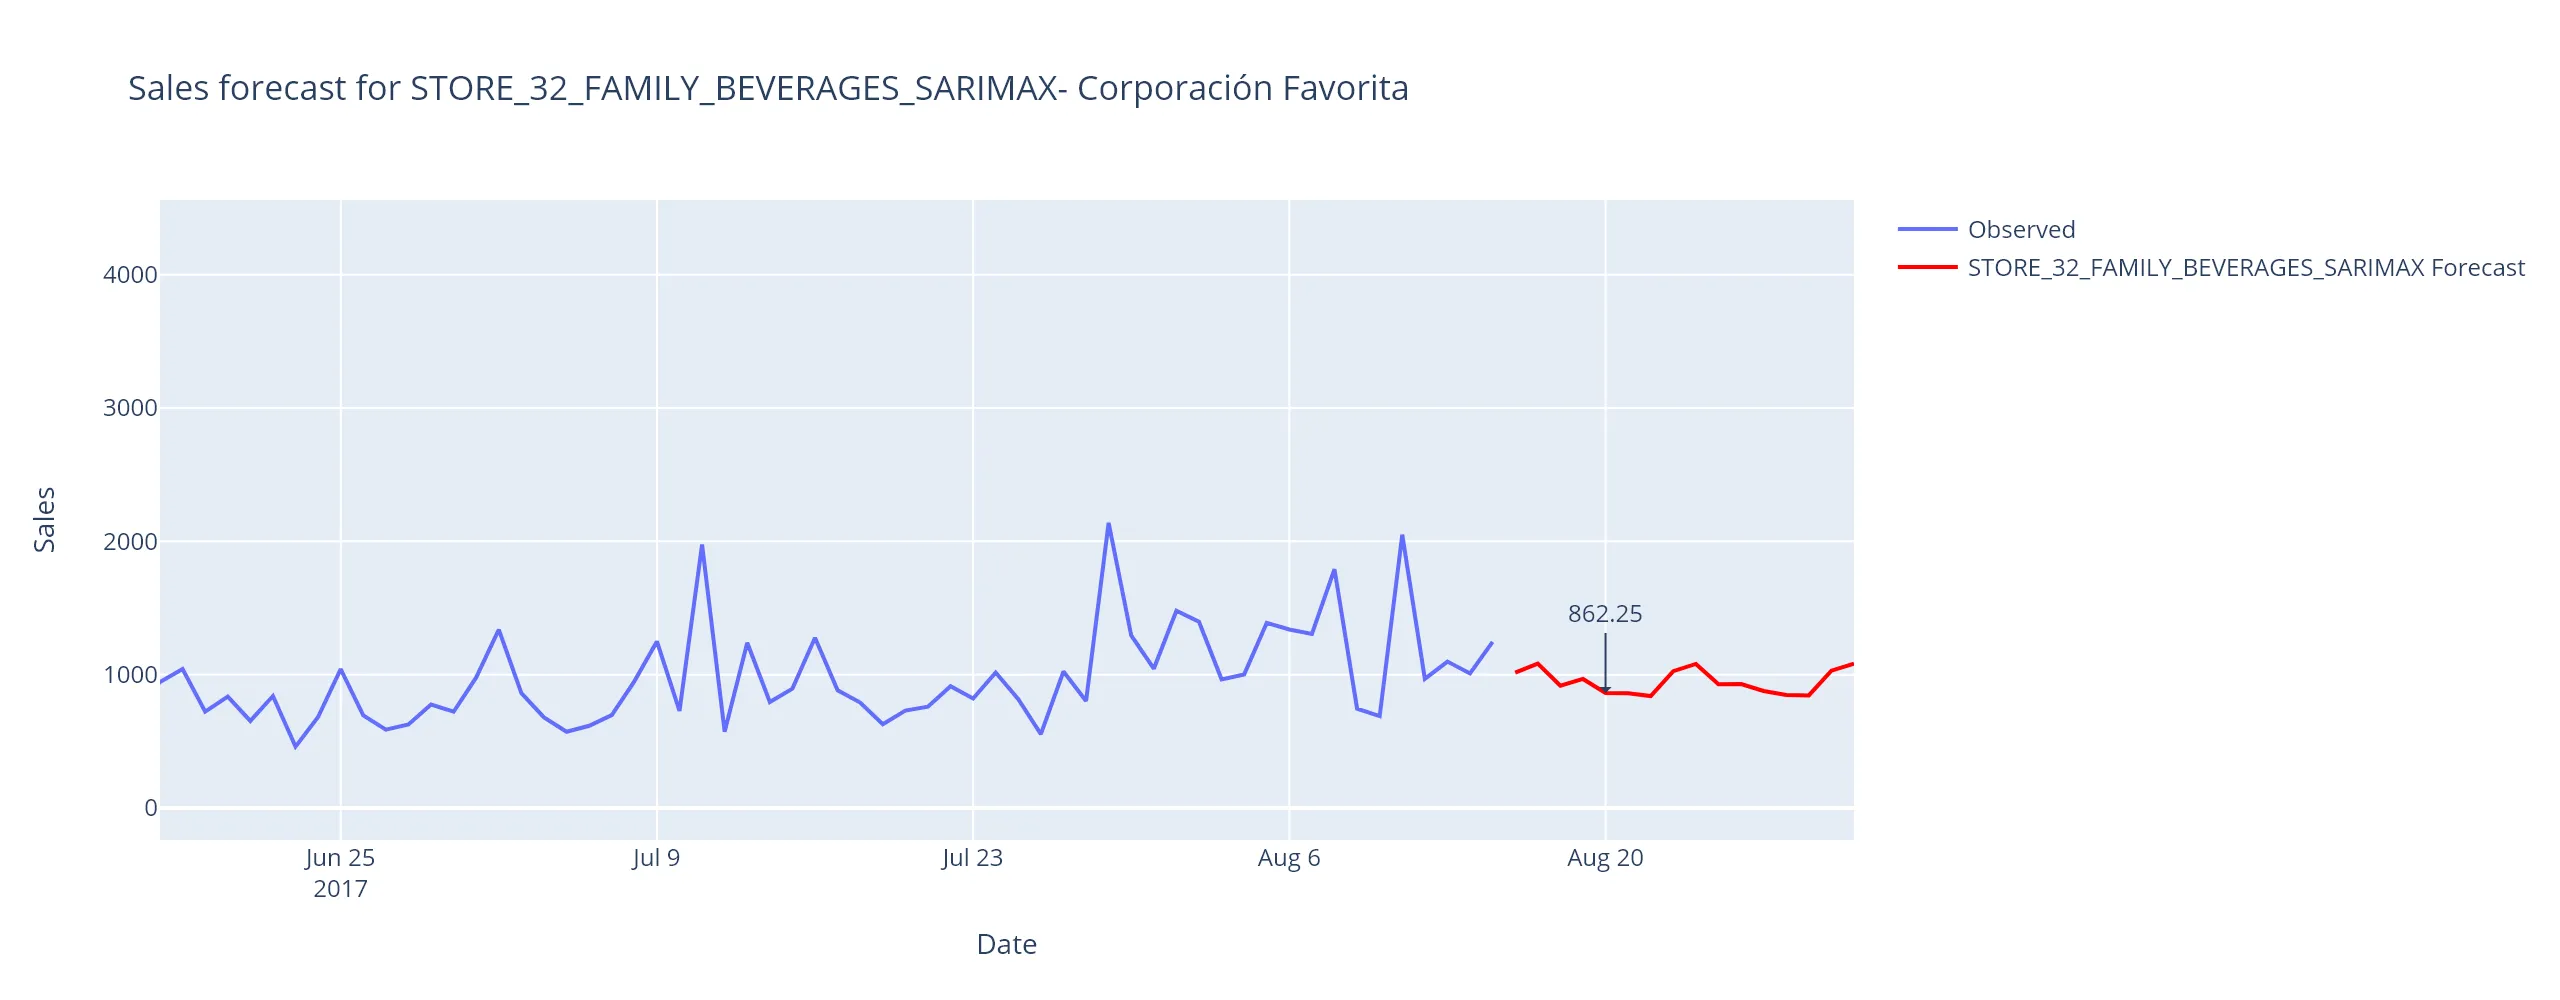 Sales forecast for STORE_32_FAMILY_BEVERAGES_SARIMAX- Corporación Favorita
Observed
STORE_32_FAMILY_BEVERAGES_SARIMAX Forecast
4000
3000
2000
1000
0
Sales
862.25
Jun 25
2017
Jul 9
Jul 23
Aug 6
Aug 20
Date